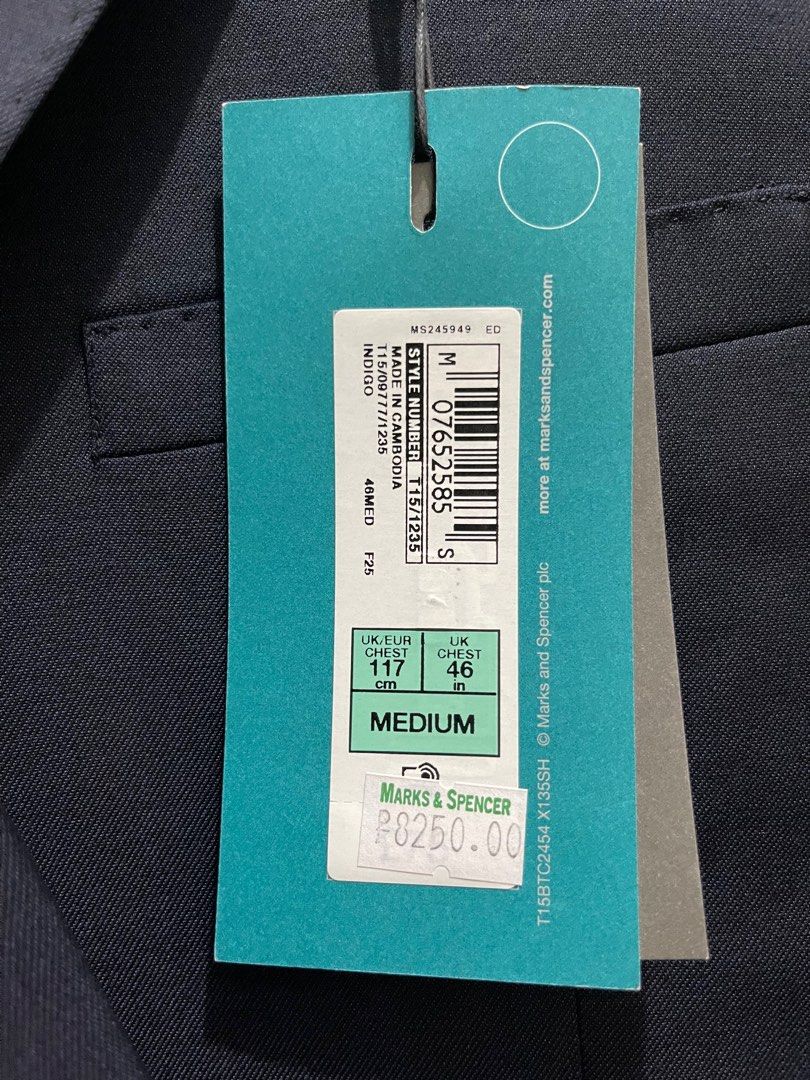 MS245949 ED
M 07652585 S
STYLE NUMBER T15/1235
MADE IN CAMBODIA
T15/09777/1235
INDIGO 46MED F25
UK/EUR
CHEST
117
cm
UK
CHEST
46
in
MEDIUM
MARKS & SPENCER
₱8250.00
T15BTC2454 X135SH © Marks and Spencer plc more at marksandspencer.com